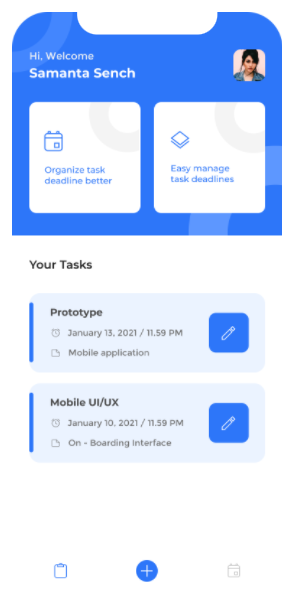 Hi, Welcome
Samanta Sench
Organize task
deadline better
Easy manage
task deadlines
Your Tasks
Prototype
January 13, 2021 / 11.59 PM
Mobile application
Mobile UI/UX
January 10, 2021 / 11.59 PM
On - Boarding Interface